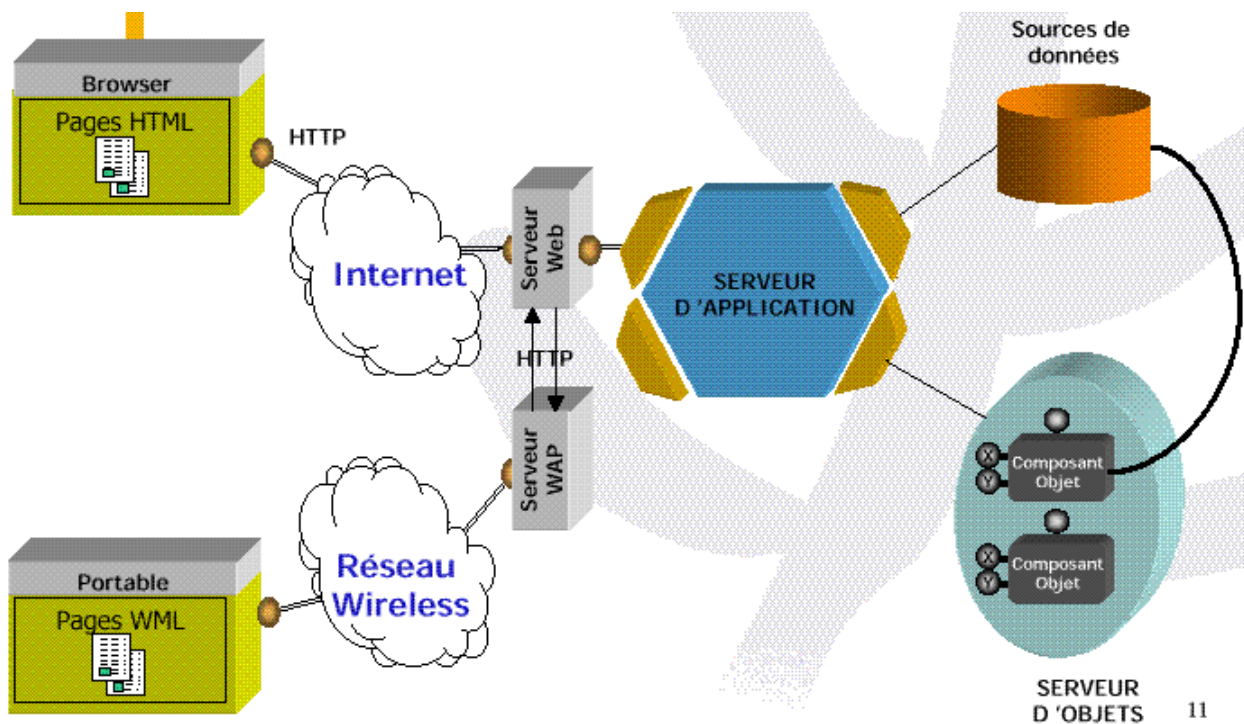 Sources de
données
Browser
Pages HTML
HTTP
Internet
Serveur
Web
SERVEUR
D 'APPLICATION
HTTP
Serveur
WAP
Réseau
Wireless
Portable
Pages WML
X
Y
Composant
Objet
X
Y
Composant
Objet
SERVEUR
D 'OBJETS
11